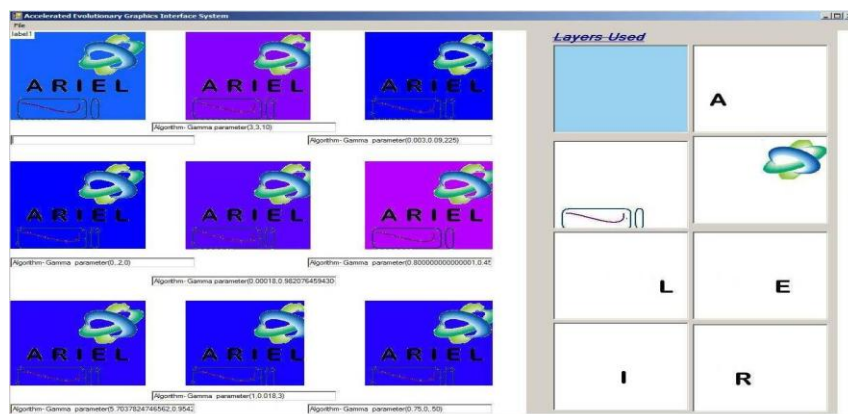 Accelerated Evolutionary Graphics Interface System
File
label1
ARIEL
ARIEL
ARIEL
Algorithm- Gamma parameter(3,3,10)
Algorithm- Gamma parameter(0.003,0.09,225)
ARIEL
ARIEL
ARIEL
Algorithm- Gamma parameter(0,.2,0)
Algorithm- Gamma parameter(0.800000000000001,0.45
Algorithm- Gamma parameter(0.00018,0.982076459430
ARIEL
ARIEL
ARIEL
Algorithm- Gamma parameter(1,0.018,3)
Algorithm- Gamma parameter(5.7037824746562,0.954
Algorithm- Gamma parameter(0.75,0,.50)
Layers Used
A
L
E
I
R